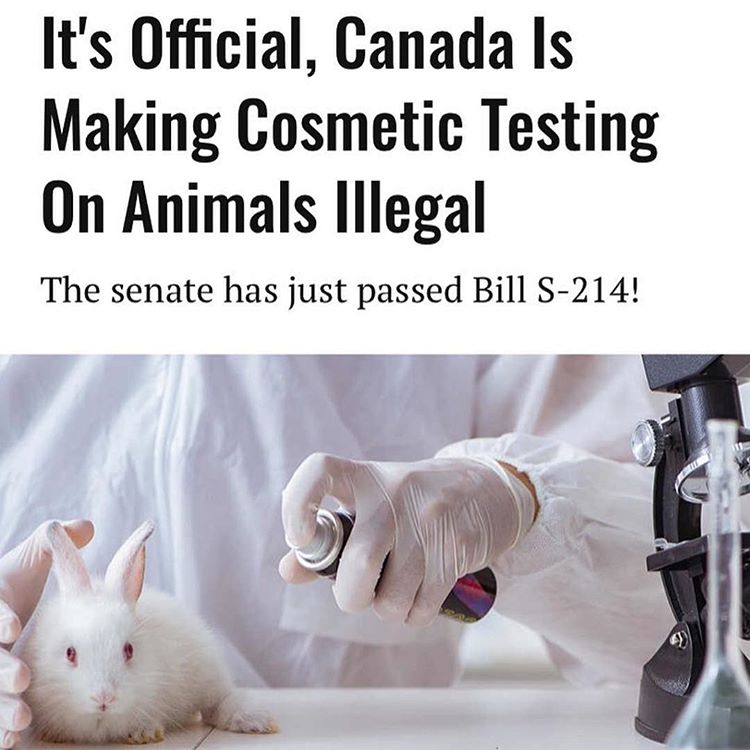 It's Official, Canada Is
Making Cosmetic Testing
On Animals Illegal
The senate has just passed Bill S-214!